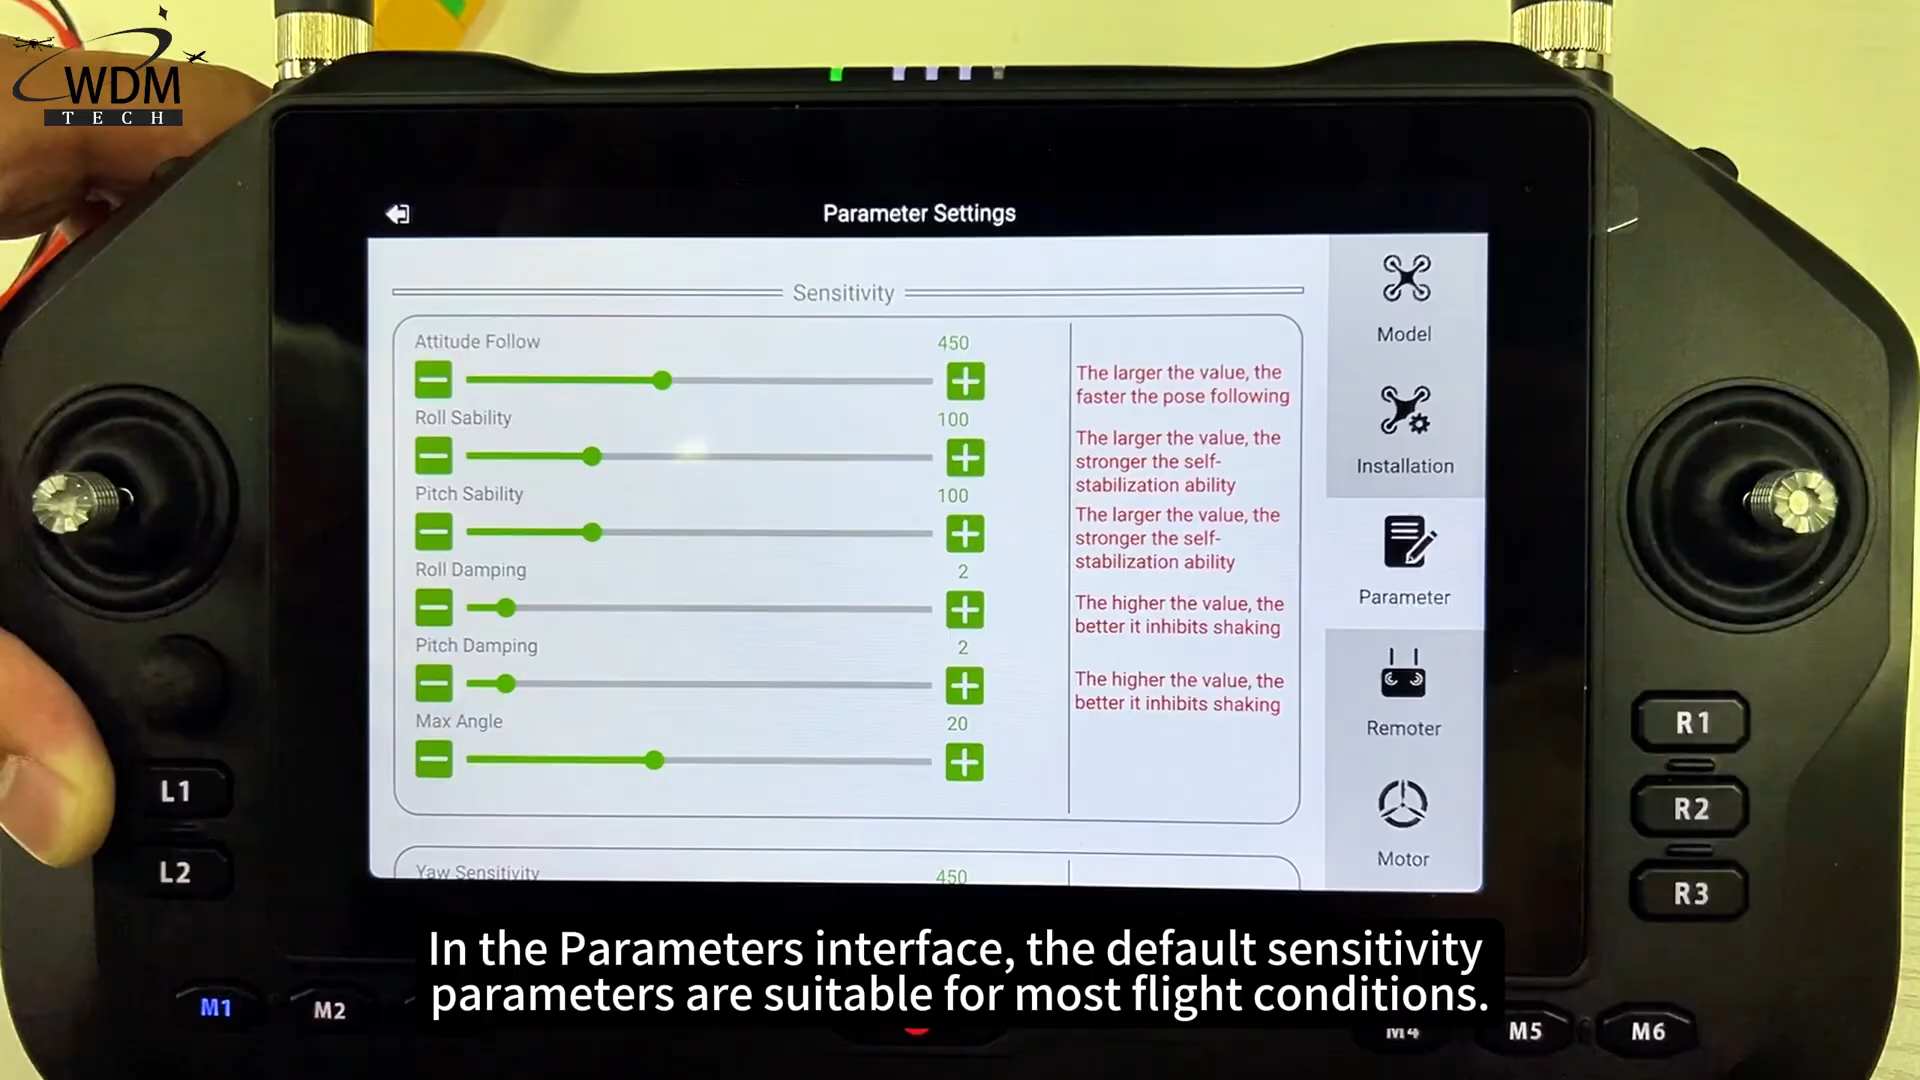 WDM
TECH
Parameter Settings
Sensitivity
Attitude Follow
450
The larger the value, the
faster the pose following
Roll Sability
100
The larger the value, the
stronger the self-
stabilization ability
Pitch Sability
100
The larger the value, the
stronger the self-
stabilization ability
Roll Damping
2
The higher the value, the
better it inhibits shaking
Pitch Damping
2
The higher the value, the
better it inhibits shaking
Max Angle
20
Yaw Sensitivity
450
Model
Installation
Parameter
Remoter
Motor
L1
L2
R1
R2
R3
M1
M2
M4
M5
M6
In the Parameters interface, the default sensitivity
parameters are suitable for most flight conditions.